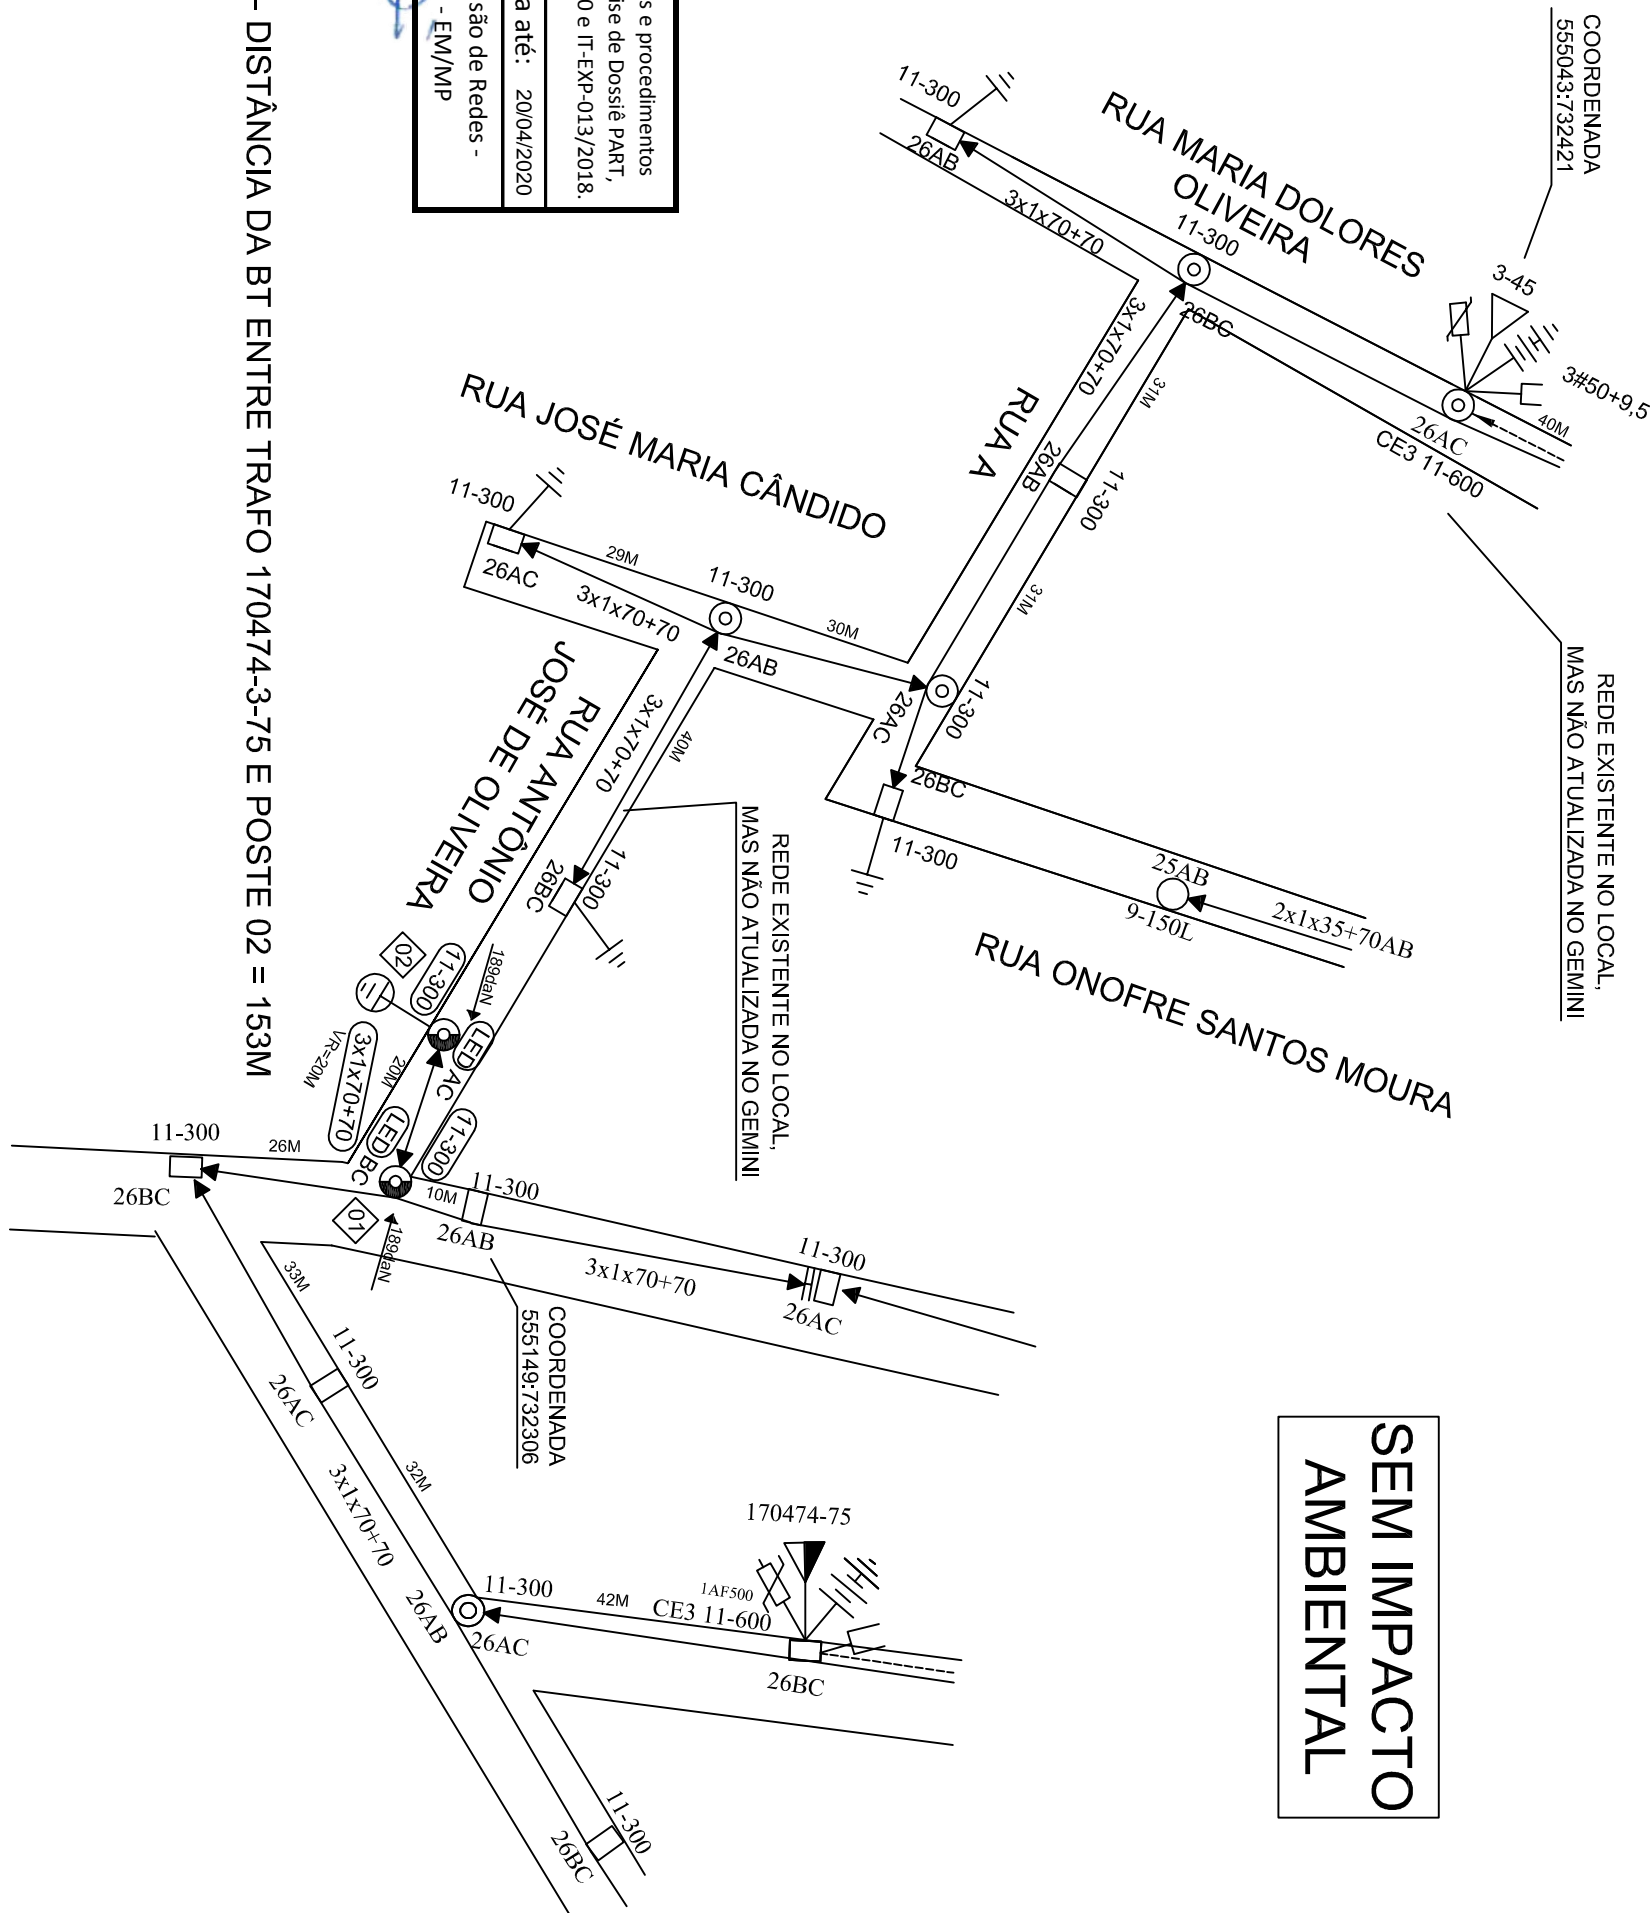 COORDENADA
555043:732421
RUA MARIA DOLORES
OLIVEIRA
11-300
26AB
3x1x70+70
11-300
26BC
3-45
3#50+9,5
40M
26AC
CE3 11-600
REDE EXISTENTE NO LOCAL,
MAS NÃO ATUALIZADA NO GEMINI
s e procedimentos
ise de Dossiê PART,
0 e IT-EXP-013/2018.
a até: 20/04/2020
são de Redes -
- EM/MP
3x1x70+70
31M
RUA A
26AB
11-300
31M
RUA JOSÉ MARIA CÂNDIDO
11-300
26AC
29M
3x1x70+70
11-300
26AB
30M
11-300
26AC
26BC
11-300
25AB
9-150L
2x1x35+70AB
RUA ONOFRE SANTOS MOURA
RUA ANTÔNIO
JOSÉ DE OLIVEIRA
3x1x70+70
40M
11-300
26BC
REDE EXISTENTE NO LOCAL,
MAS NÃO ATUALIZADA NO GEMINI
02
11-300
189daN
LED
AC
3x1x70+70
VR=20M
20M
LED
BC
11-300
01
189daN
10M
11-300
26AB
3x1x70+70
11-300
26AC
11-300
26M
26BC
COORDENADA
555149:732306
33M
11-300
26AC
32M
3x1x70+70
26AB
11-300
26AC
42M
CE3 11-600
1AF500
170474-75
26BC
11-300
26BC
- DISTÂNCIA DA BT ENTRE TRAFO 170474-3-75 E POSTE 02 = 153M
SEM IMPACTO
AMBIENTAL